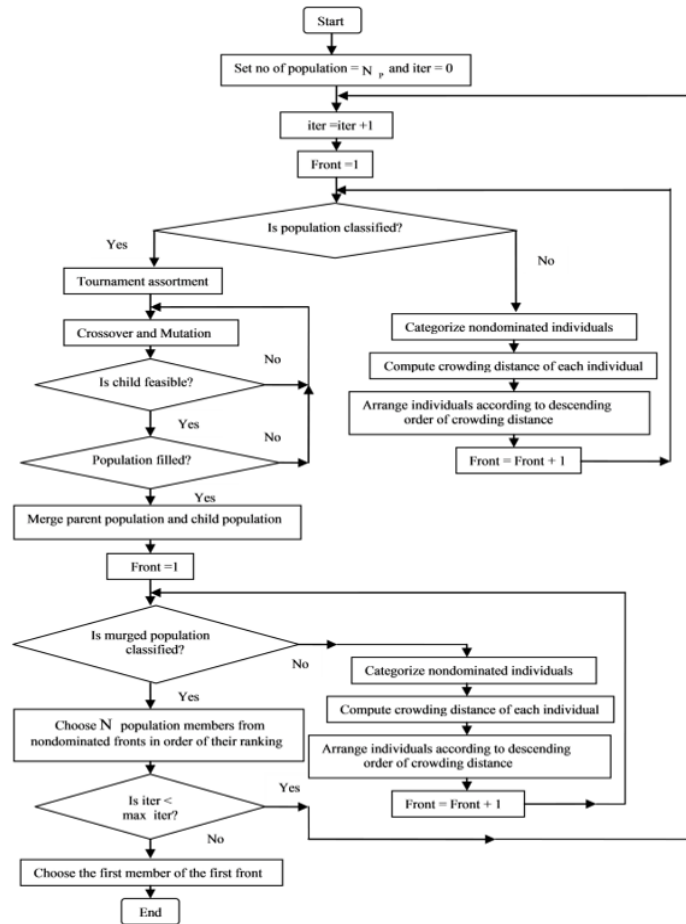 Start
Set no of population = N P and iter = 0
iter =iter +1
Front =1
Is population classified?
Yes
No
Tournament assortment
Crossover and Mutation
No
Is child feasible?
Yes
No
Population filled?
Yes
Categorize nondominated individuals
Compute crowding distance of each individual
Arrange individuals according to descending
order of crowding distance
Front = Front + 1
Merge parent population and child population
Front =1
Is murged population
classified?
No
Yes
Categorize nondominated individuals
Compute crowding distance of each individual
Arrange individuals according to descending
order of crowding distance
Front = Front + 1
Choose N population members from
nondominated fronts in order of their ranking
Is iter <
max iter?
Yes
No
Choose the first member of the first front
End